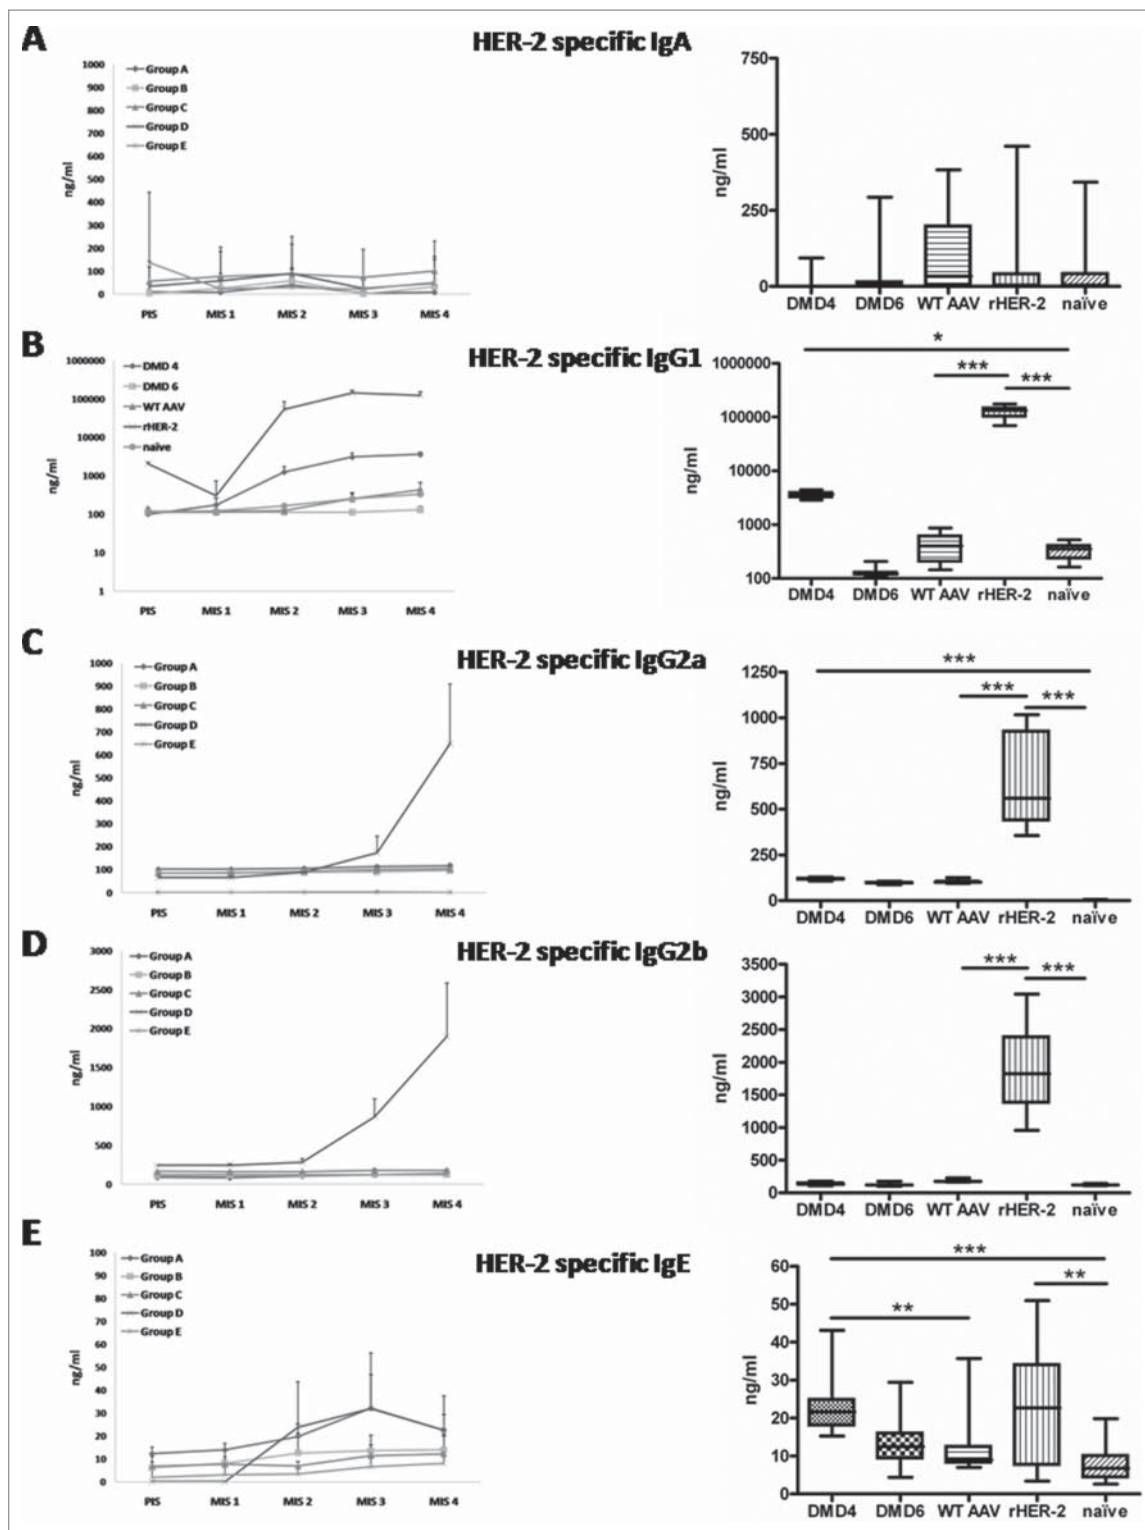 A
HER-2 specific IgA
1000
900
800
700
600
500
400
300
200
100
0
ng/ml
Group A
Group B
Group C
Group D
Group E
PIS MIS 1 MIS 2 MIS 3 MIS 4
750
500
250
0
ng/ml
DMD4 DMD6 WT AAV rHER-2 naïve
B
HER-2 specific IgG1
1000000
100000
10000
1000
100
10
1
ng/ml
DMD 4
DMD 6
WT AAV
rHER-2
naïve
PIS MIS 1 MIS 2 MIS 3 MIS 4
*
*** ***
1000000
100000
10000
1000
100
ng/ml
DMD4 DMD6 WT AAV rHER-2 naïve
C
HER-2 specific IgG2a
1000
900
800
700
600
500
400
300
200
100
0
ng/ml
Group A
Group B
Group C
Group D
Group E
PIS MIS 1 MIS 2 MIS 3 MIS 4
***
*** ***
1250
1000
750
500
250
0
ng/ml
DMD4 DMD6 WT AAV rHER-2 naïve
D
HER-2 specific IgG2b
3000
2500
2000
1500
1000
500
0
ng/ml
Group A
Group B
Group C
Group D
Group E
PIS MIS 1 MIS 2 MIS 3 MIS 4
*** ***
3500
3000
2500
2000
1500
1000
500
0
ng/ml
DMD4 DMD6 WT AAV rHER-2 naïve
E
HER-2 specific IgE
100
90
80
70
60
50
40
30
20
10
0
ng/ml
Group A
Group B
Group C
Group D
Group E
PIS MIS 1 MIS 2 MIS 3 MIS 4
***
**
**
60
50
40
30
20
10
0
ng/ml
DMD4 DMD6 WT AAV rHER-2 naïve